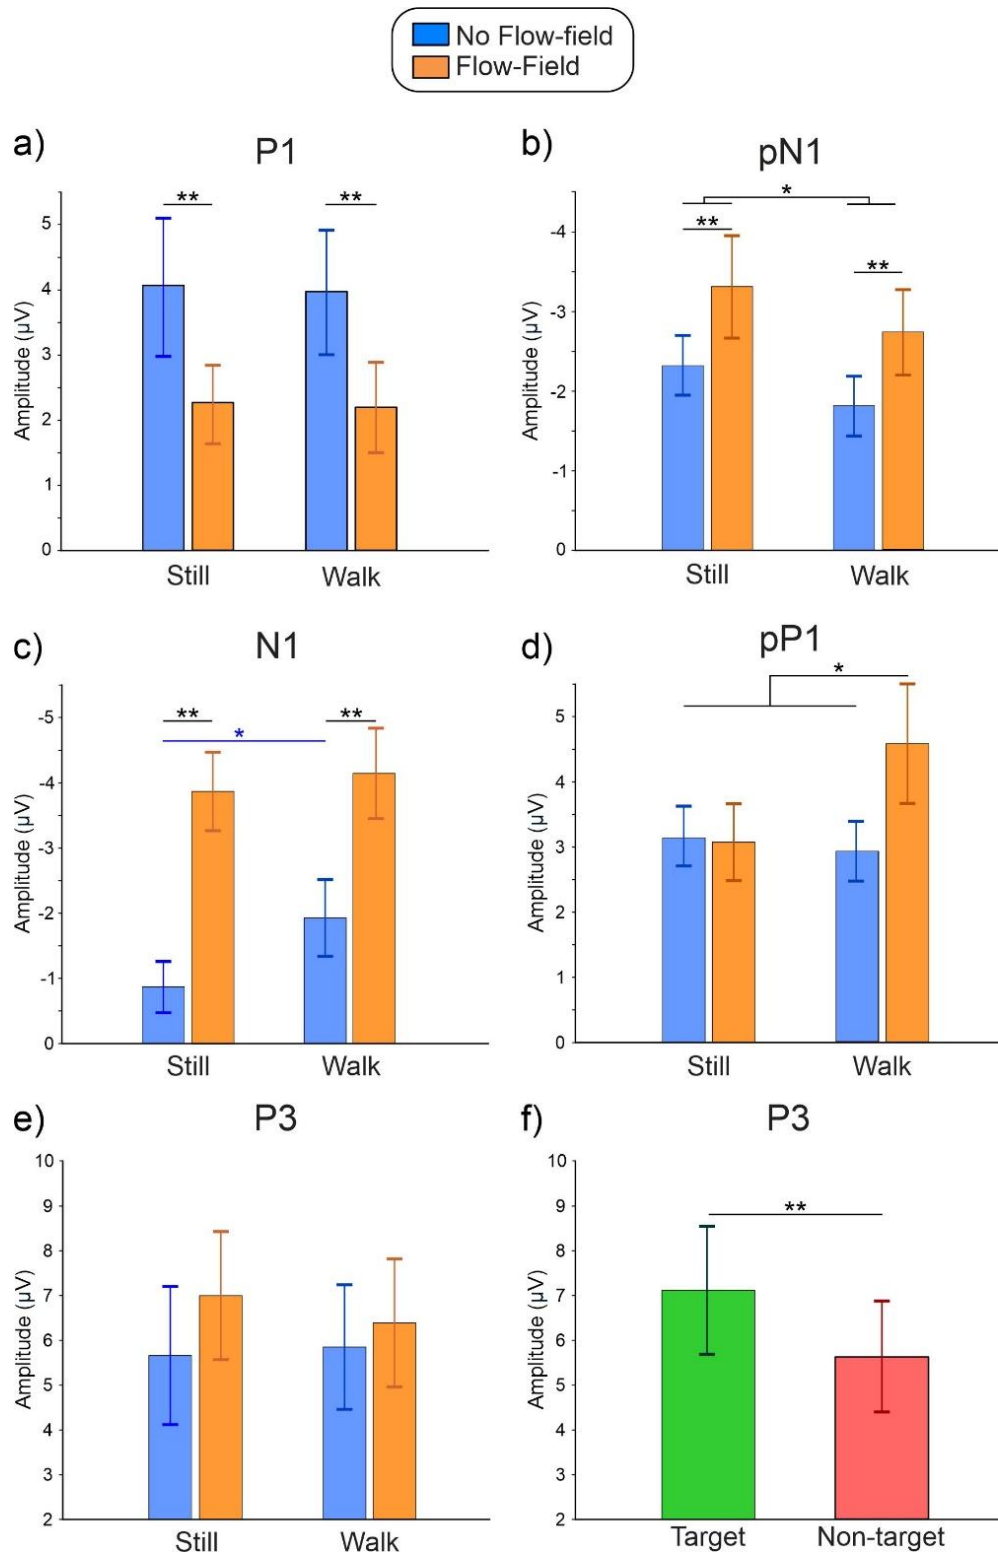 No Flow-field
Flow-Field
a)
P1
**
**
5
4
3
2
1
0
Amplitude (μV)
Still
Walk
b)
pN1
*
**
**
-4
-3
-2
-1
0
Amplitude (μV)
Still
Walk
c)
N1
**
**
*
-5
-4
-3
-2
-1
0
Amplitude (μV)
Still
Walk
d)
pP1
*
5
4
3
2
1
0
Amplitude (μV)
Still
Walk
e)
P3
10
9
8
7
6
5
4
3
2
Amplitude (μV)
Still
Walk
f)
P3
**
10
9
8
7
6
5
4
3
2
Amplitude (μV)
Target
Non-target